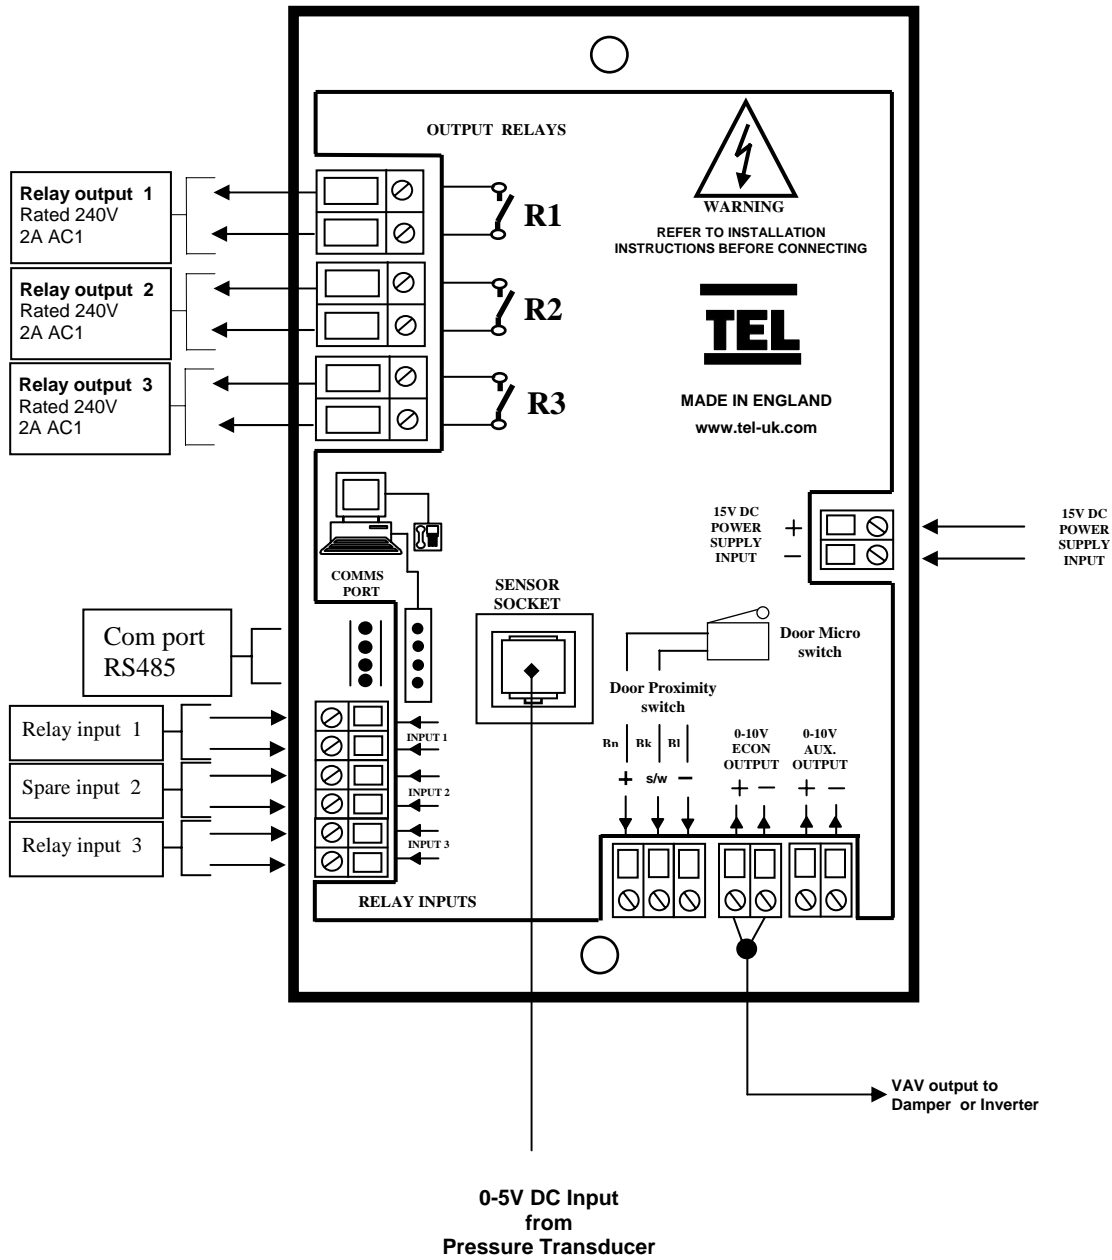 OUTPUT RELAYS
Relay output 1
Rated 240V
2A AC1
R1
WARNING
REFER TO INSTALLATION
INSTRUCTIONS BEFORE CONNECTING
Relay output 2
Rated 240V
2A AC1
R2
TEL
Relay output 3
Rated 240V
2A AC1
R3
MADE IN ENGLAND
www.tel-uk.com
15V DC
POWER
SUPPLY
INPUT
+
−
15V DC
POWER
SUPPLY
INPUT
COMMS
PORT
SENSOR
SOCKET
Com port
RS485
Door Micro
switch
Door Proximity
switch
Relay input 1
INPUT 1
Bn Bk Bl
+ s/w −
0-10V
ECON
OUTPUT
+ −
0-10V
AUX.
OUTPUT
+ −
Spare input 2
INPUT 2
Relay input 3
INPUT 3
RELAY INPUTS
VAV output to
Damper or Inverter
0-5V DC Input
from
Pressure Transducer